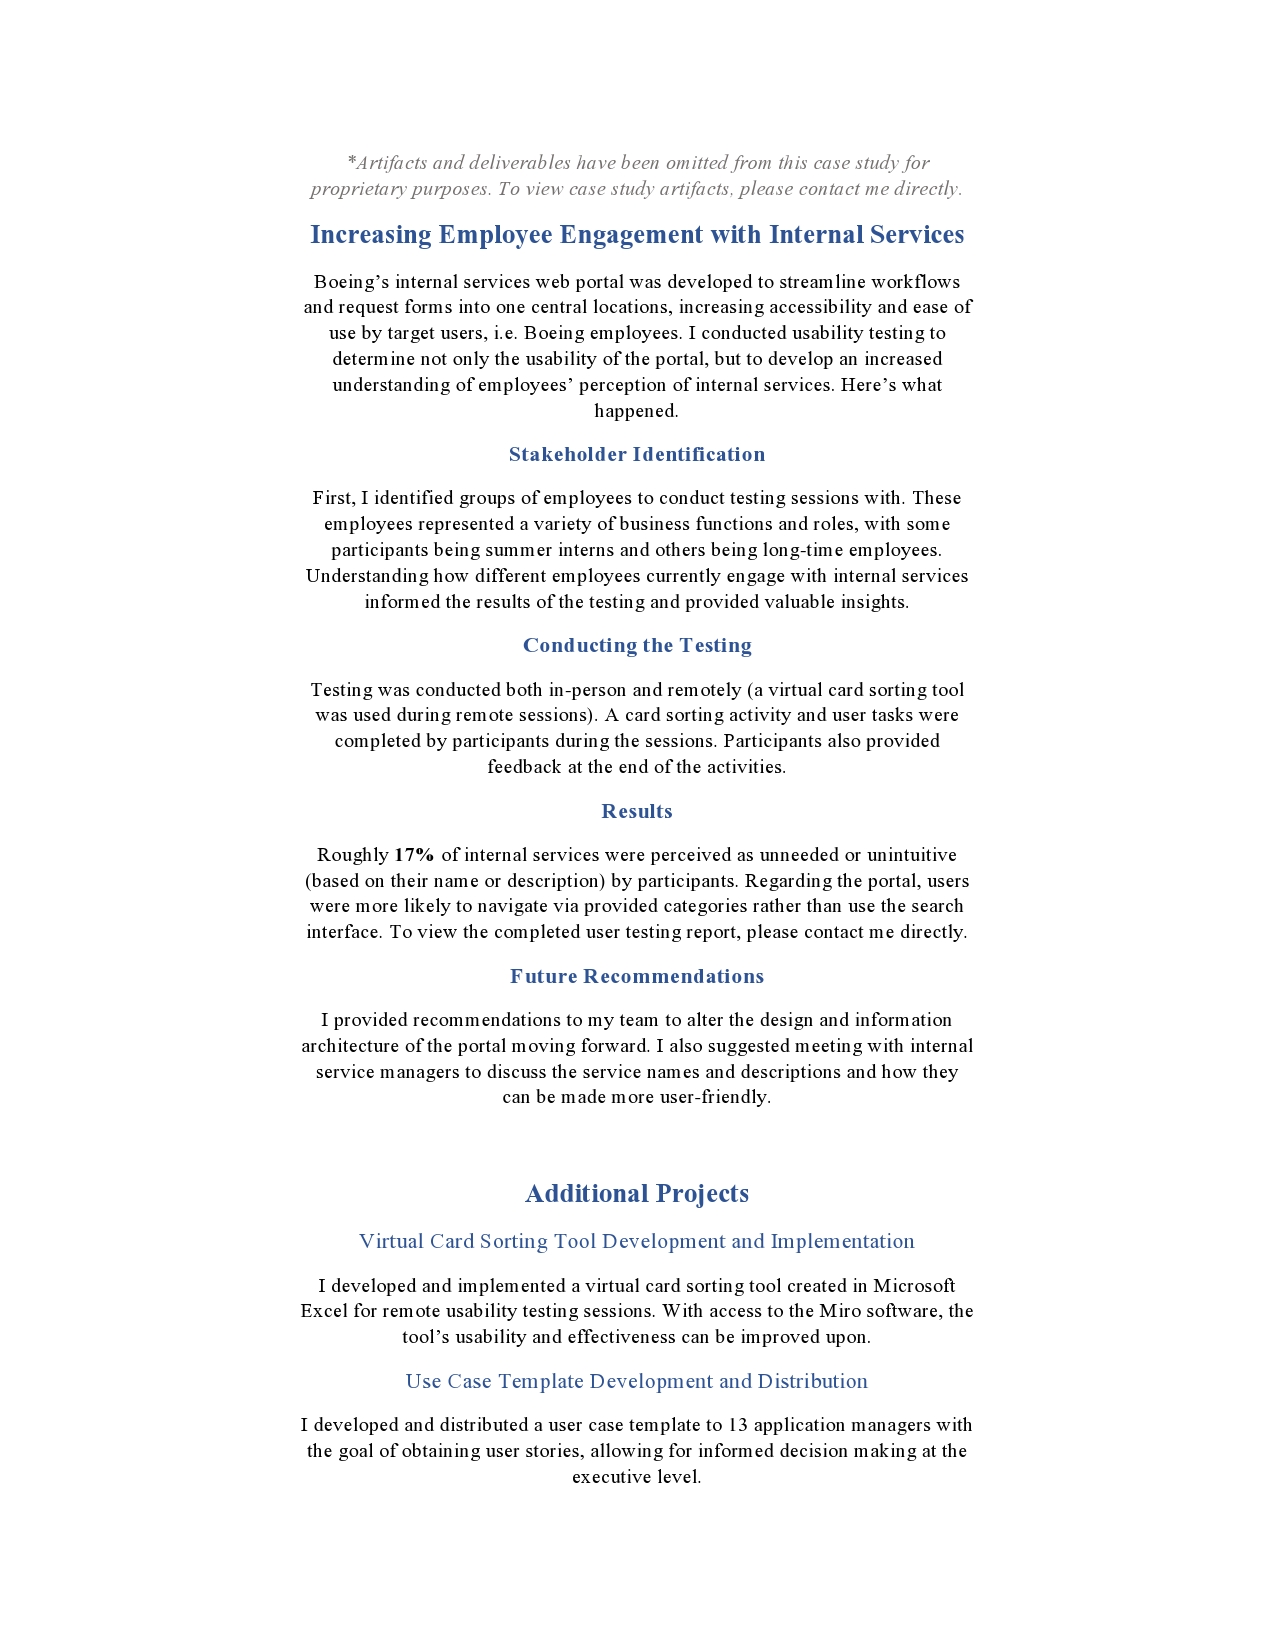 *Artifacts and deliverables have been omitted from this case study for
proprietary purposes. To view case study artifacts, please contact me directly.
Increasing Employee Engagement with Internal Services
Boeing’s internal services web portal was developed to streamline workflows
and request forms into one central locations, increasing accessibility and ease of
use by target users, i.e. Boeing employees. I conducted usability testing to
determine not only the usability of the portal, but to develop an increased
understanding of employees’ perception of internal services. Here’s what
happened.
Stakeholder Identification
First, I identified groups of employees to conduct testing sessions with. These
employees represented a variety of business functions and roles, with some
participants being summer interns and others being long-time employees.
Understanding how different employees currently engage with internal services
informed the results of the testing and provided valuable insights.
Conducting the Testing
Testing was conducted both in-person and remotely (a virtual card sorting tool
was used during remote sessions). A card sorting activity and user tasks were
completed by participants during the sessions. Participants also provided
feedback at the end of the activities.
Results
Roughly 17% of internal services were perceived as unneeded or unintuitive
(based on their name or description) by participants. Regarding the portal, users
were more likely to navigate via provided categories rather than use the search
interface. To view the completed user testing report, please contact me directly.
Future Recommendations
I provided recommendations to my team to alter the design and information
architecture of the portal moving forward. I also suggested meeting with internal
service managers to discuss the service names and descriptions and how they
can be made more user-friendly.
Additional Projects
Virtual Card Sorting Tool Development and Implementation
I developed and implemented a virtual card sorting tool created in Microsoft
Excel for remote usability testing sessions. With access to the Miro software, the
tool’s usability and effectiveness can be improved upon.
Use Case Template Development and Distribution
I developed and distributed a user case template to 13 application managers with
the goal of obtaining user stories, allowing for informed decision making at the
executive level.